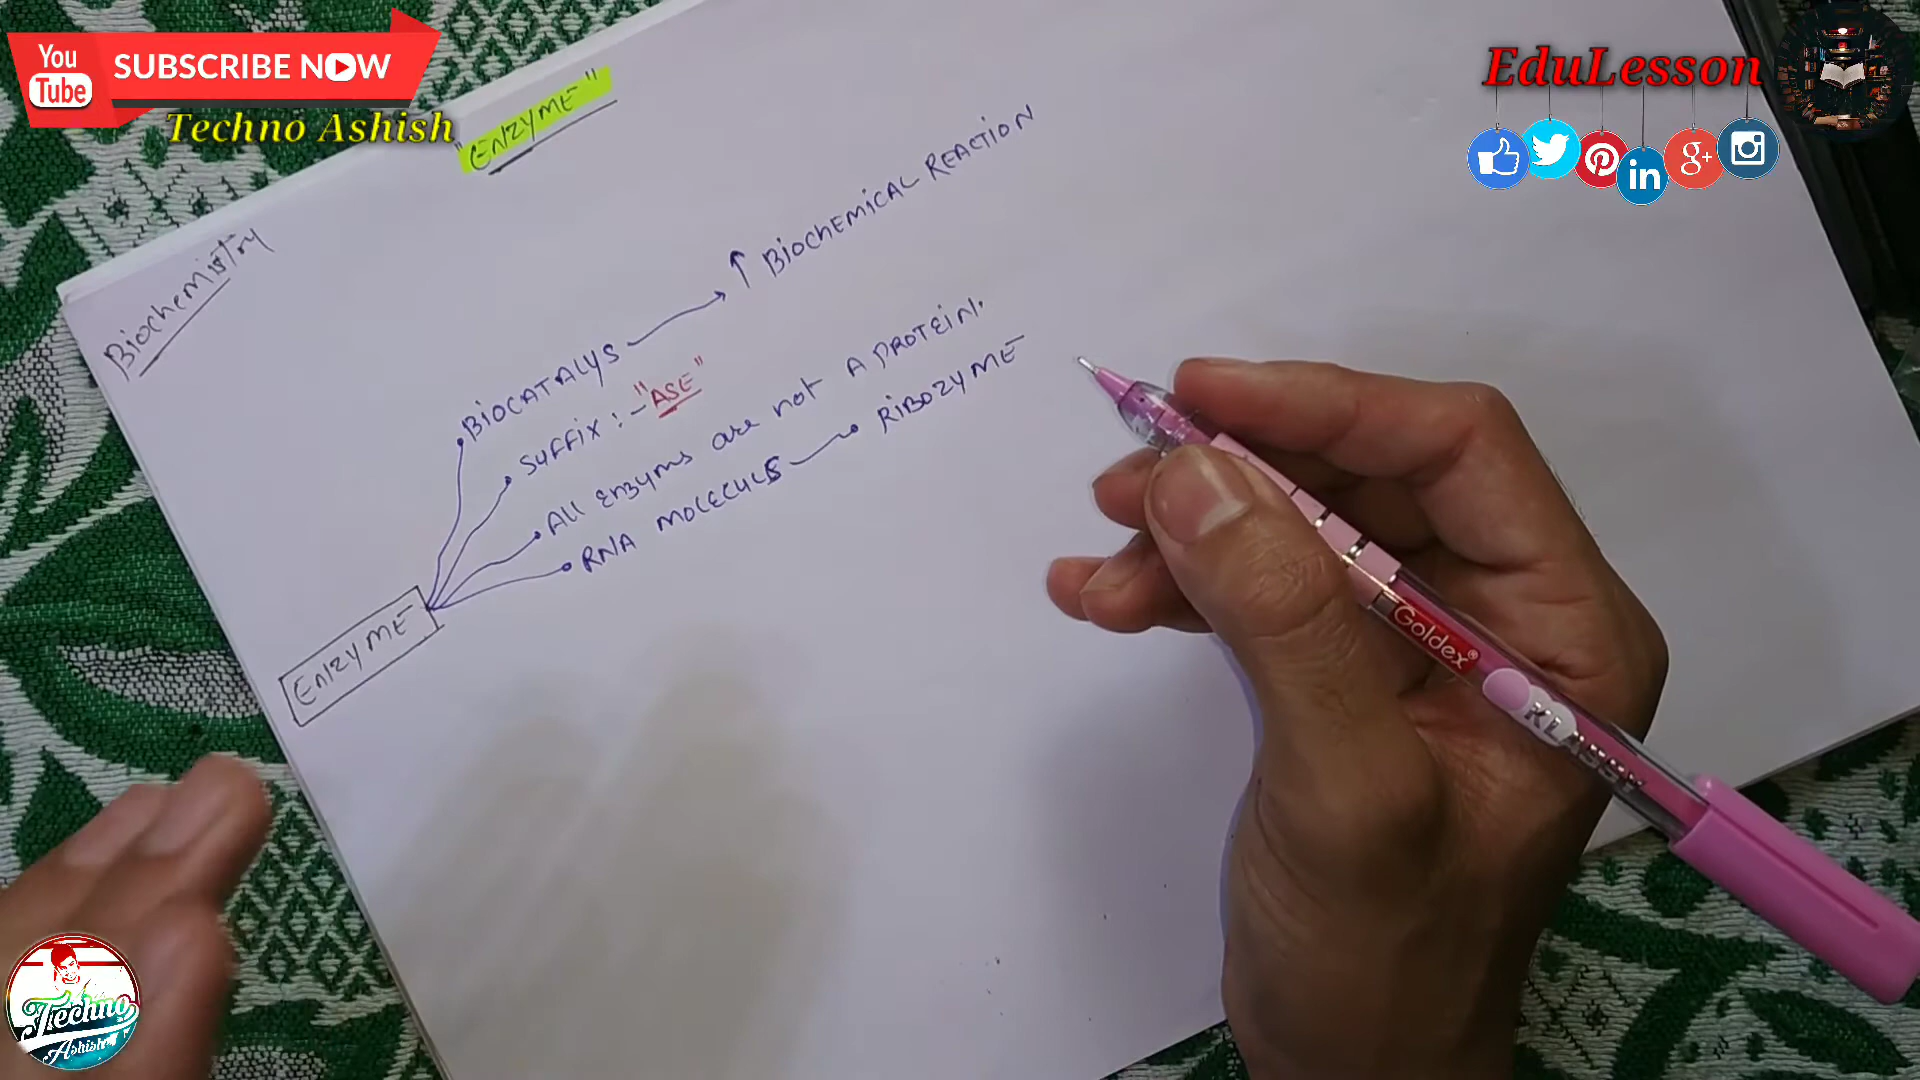 You
Tube
SUBSCRIBE NOW
Techno Ashish
EduLesson
"ENZYME"
Biochemistry
BIOCATALYS → ↑ BIOCHEMICAL REACTION
SUFFIX :- "ASE"
All Enzyms are not A PROTEIN.
RNA MOLECULS → RIBOZYME
ENZYME
Goldex®
KLASSY
Techno
Ashish